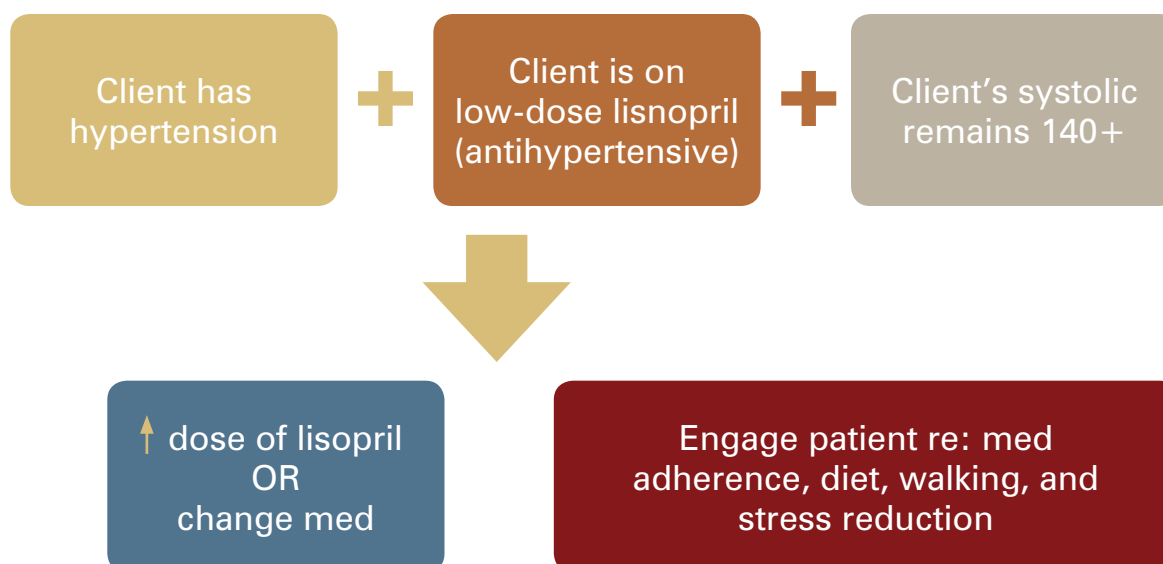 Client has
hypertension
Client is on
low-dose lisnopril
(antihypertensive)
Client’s systolic
remains 140+
dose of lisopril
OR
change med
Engage patient re: med
adherence, diet, walking, and
stress reduction